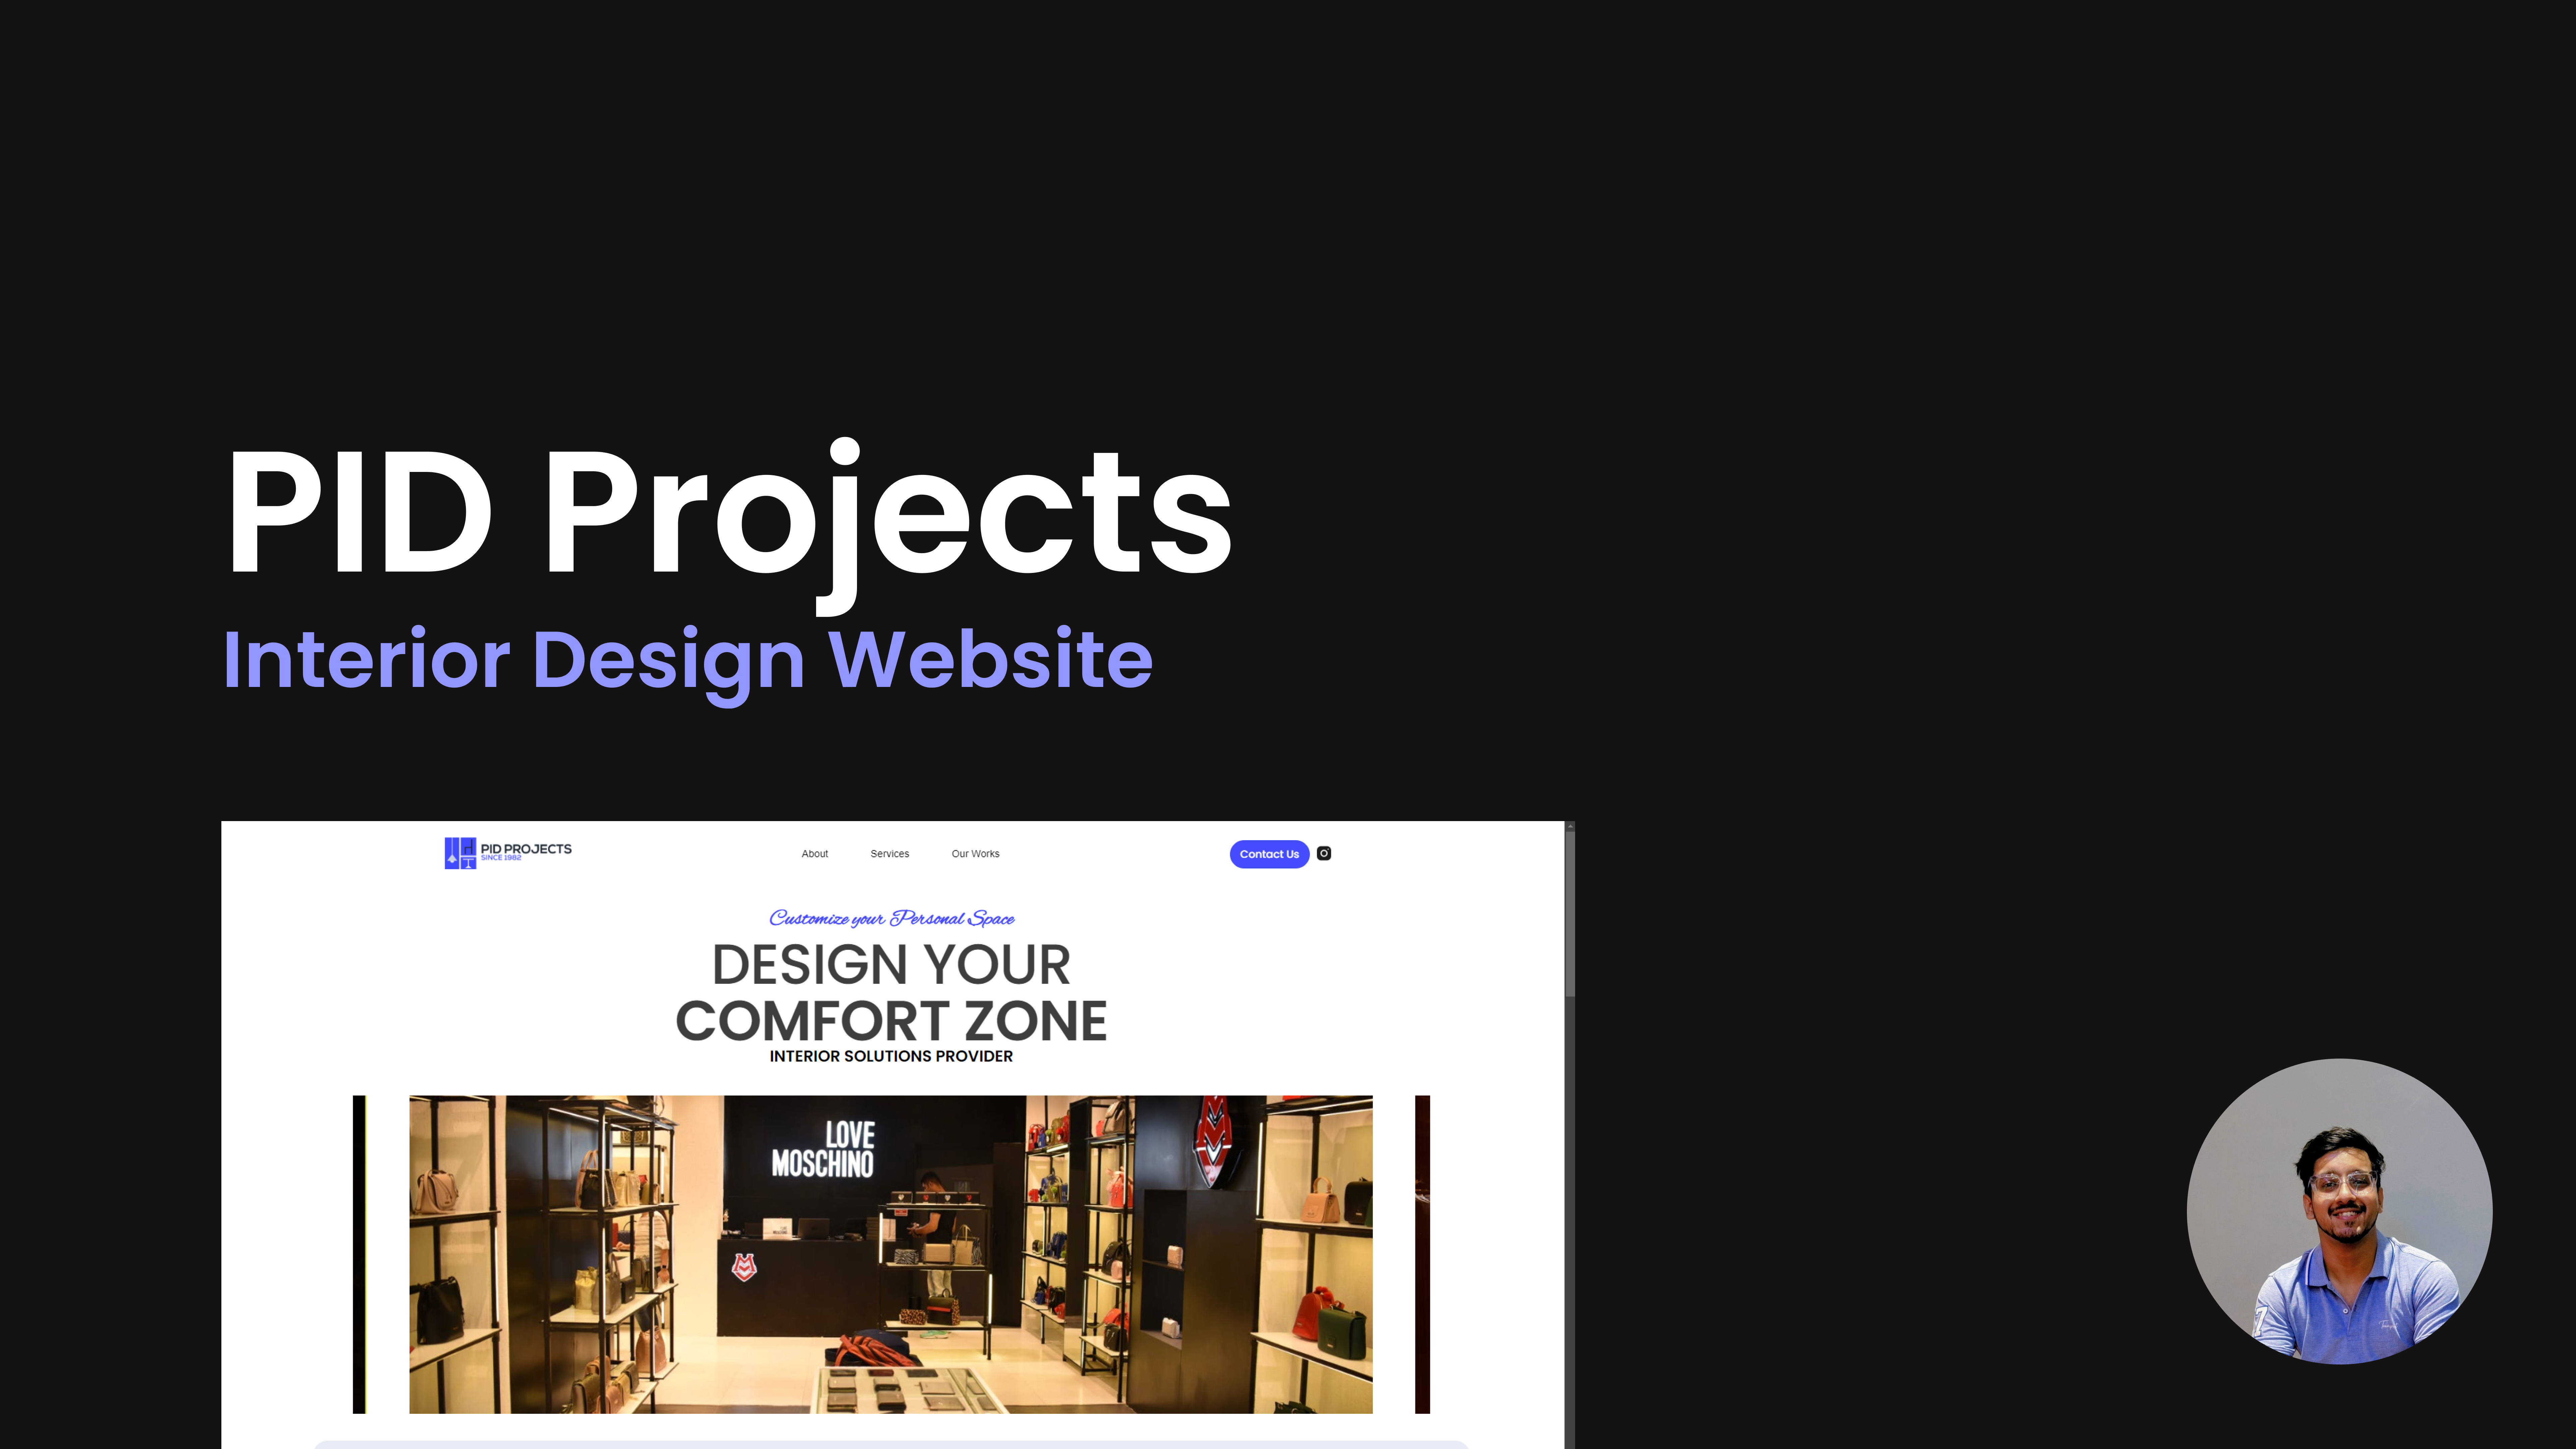 PID Projects
Interior Design Website
PID PROJECTS
SINCE 1982
About
Services
Our Works
Contact Us
Customize your Personal Space
DESIGN YOUR
COMFORT ZONE
INTERIOR SOLUTIONS PROVIDER
LOVE
MOSCHINO
7